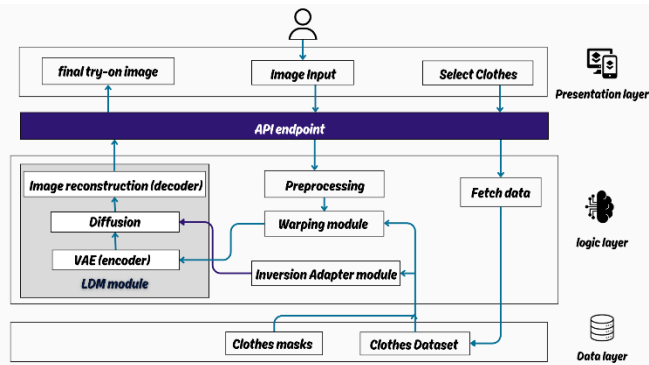 final try-on image
Image Input
Select Clothes
Presentation layer
API endpoint
Image reconstruction (decoder)
Preprocessing
Fetch data
Diffusion
Warping module
logic layer
VAE (encoder)
Inversion Adapter module
LDM module
Clothes masks
Clothes Dataset
Data layer